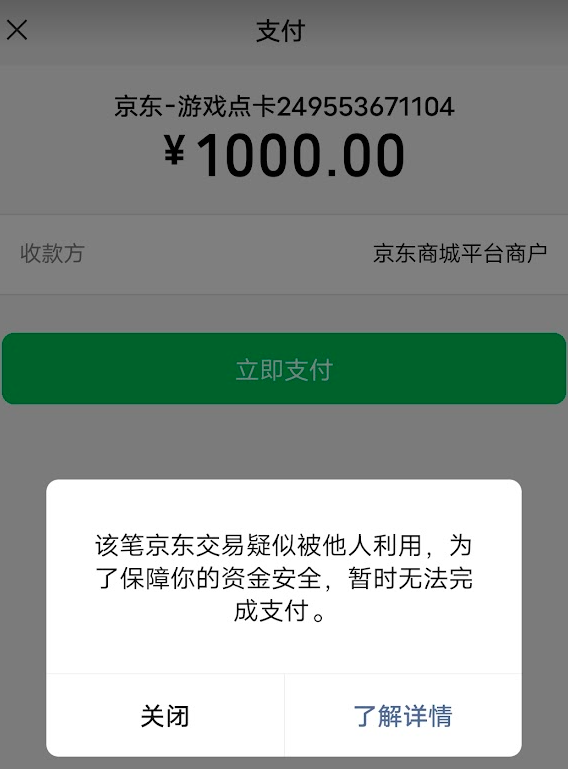 支付
京东-游戏点卡249553671104
¥1000.00
收款方 京东商城平台商户
立即支付
该笔京东交易疑似被他人利用，为
了保障你的资金安全，暂时无法完
成支付。
关闭 了解详情